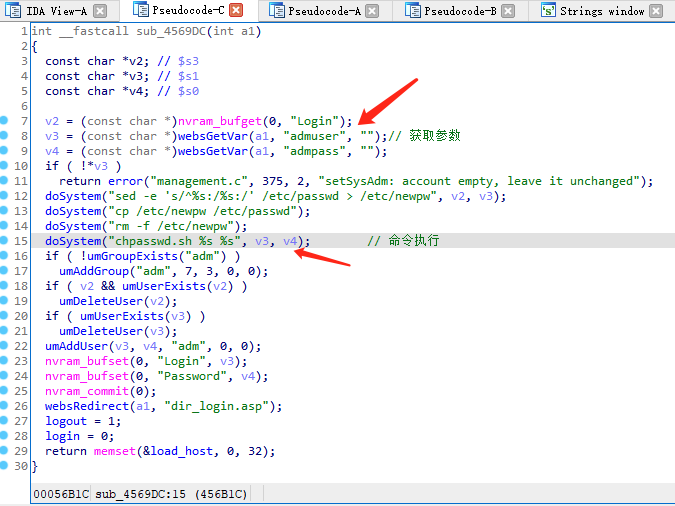 IDA View-A Pseudocode-C Pseudocode-A Pseudocode-B Strings window
1 int __fastcall sub_4569DC(int a1)
2 {
3 const char *v2; // $s3
4 const char *v3; // $s1
5 const char *v4; // $s0
6
7 v2 = (const char *)nvram_bufget(0, "Login");
8 v3 = (const char *)websGetVar(a1, "admuser", "");// 获取参数
9 v4 = (const char *)websGetVar(a1, "admpass", "");
10 if ( !*v3 )
11 return error("management.c", 375, 2, "setSysAdm: account empty, leave it unchanged");
12 doSystem("sed -e 's/^%s:/%s:/' /etc/passwd > /etc/newpw", v2, v3);
13 doSystem("cp /etc/newpw /etc/passwd");
14 doSystem("rm -f /etc/newpw");
15 doSystem("chpasswd.sh %s %s", v3, v4); // 命令执行
16 if ( !umGroupExists("adm") )
17 umAddGroup("adm", 7, 3, 0, 0);
18 if ( v2 && umUserExists(v2) )
19 umDeleteUser(v2);
20 if ( umUserExists(v3) )
21 umDeleteUser(v3);
22 umAddUser(v3, v4, "adm", 0, 0);
23 nvram_bufset(0, "Login", v3);
24 nvram_bufset(0, "Password", v4);
25 nvram_commit(0);
26 websRedirect(a1, "dir_login.asp");
27 logout = 1;
28 login = 0;
29 return memset(&load_host, 0, 32);
30 }
00056B1C sub_4569DC:15 (456B1C)